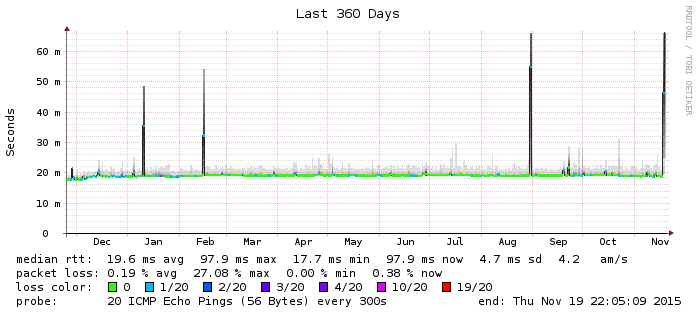 Last 360 Days
RRDTOOL / TOBI OETIKER
Seconds
60 m
50 m
40 m
30 m
20 m
10 m
0
Dec Jan Feb Mar Apr May Jun Jul Aug Sep Oct Nov
median rtt: 19.6 ms avg 97.9 ms max 17.7 ms min 97.9 ms now 4.7 ms sd 4.2 am/s
packet loss: 0.19 % avg 27.08 % max 0.00 % min 0.38 % now
loss color: 0 1/20 2/20 3/20 4/20 10/20 19/20
probe: 20 ICMP Echo Pings (56 Bytes) every 300s end: Thu Nov 19 22:05:09 2015